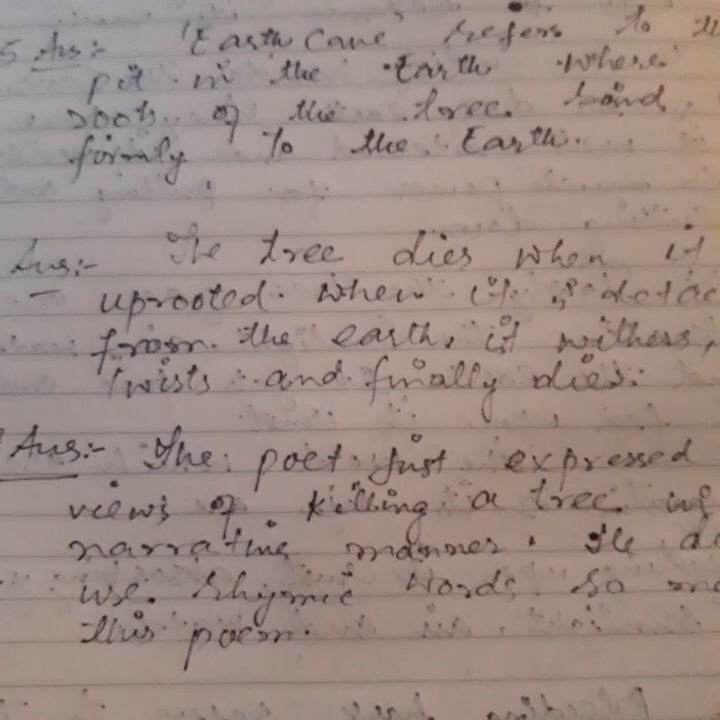 5 Ans:- 'Earth Cave' refers to
pit in the Earth where
roots of the tree. bond
firmly to the Earth.
Ans:- The tree dies when it
uprooted. when it is
from the earth, it withers,
twists and finally dies.
Ans:- The poet just expressed
views of killing a tree
narrative manner. He
use. rhymic words. So
this poem.